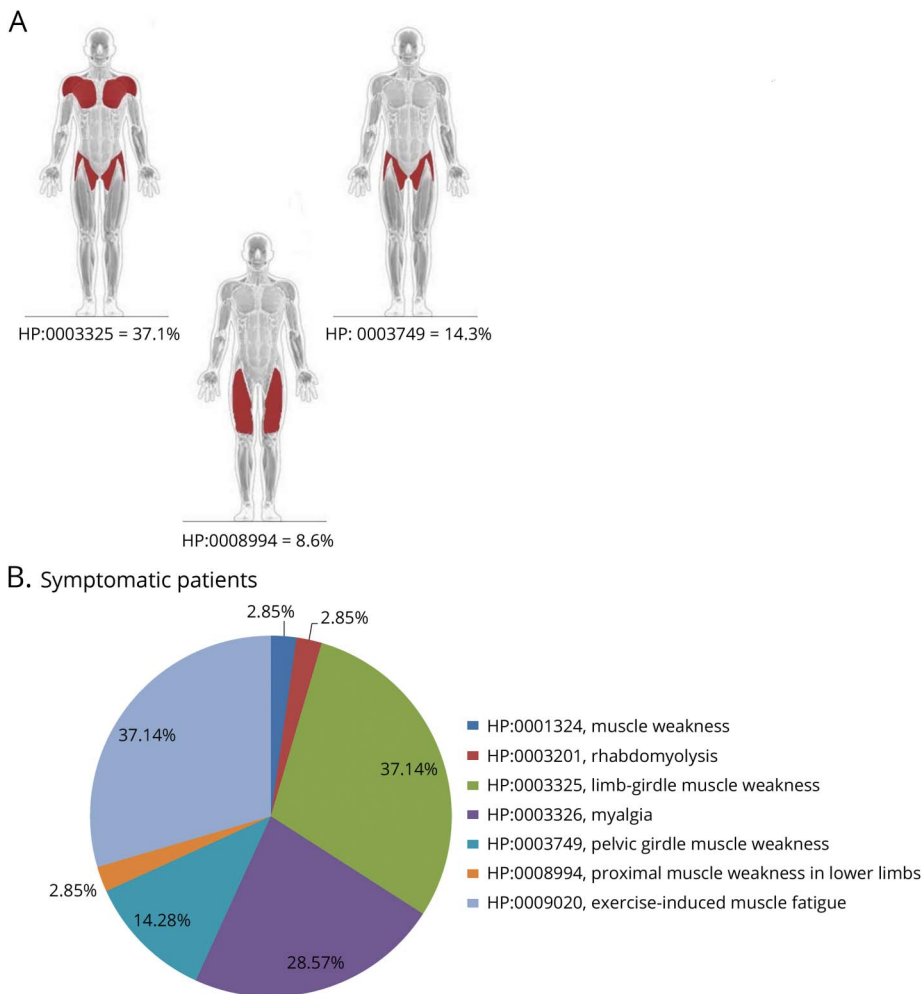 A
HP:0003325 = 37.1%
HP: 0003749 = 14.3%
HP:0008994 = 8.6%
B. Symptomatic patients
2.85%
2.85%
37.14%
37.14%
2.85%
14.28%
28.57%
HP:0001324, muscle weakness
HP:0003201, rhabdomyolysis
HP:0003325, limb-girdle muscle weakness
HP:0003326, myalgia
HP:0003749, pelvic girdle muscle weakness
HP:0008994, proximal muscle weakness in lower limbs
HP:0009020, exercise-induced muscle fatigue